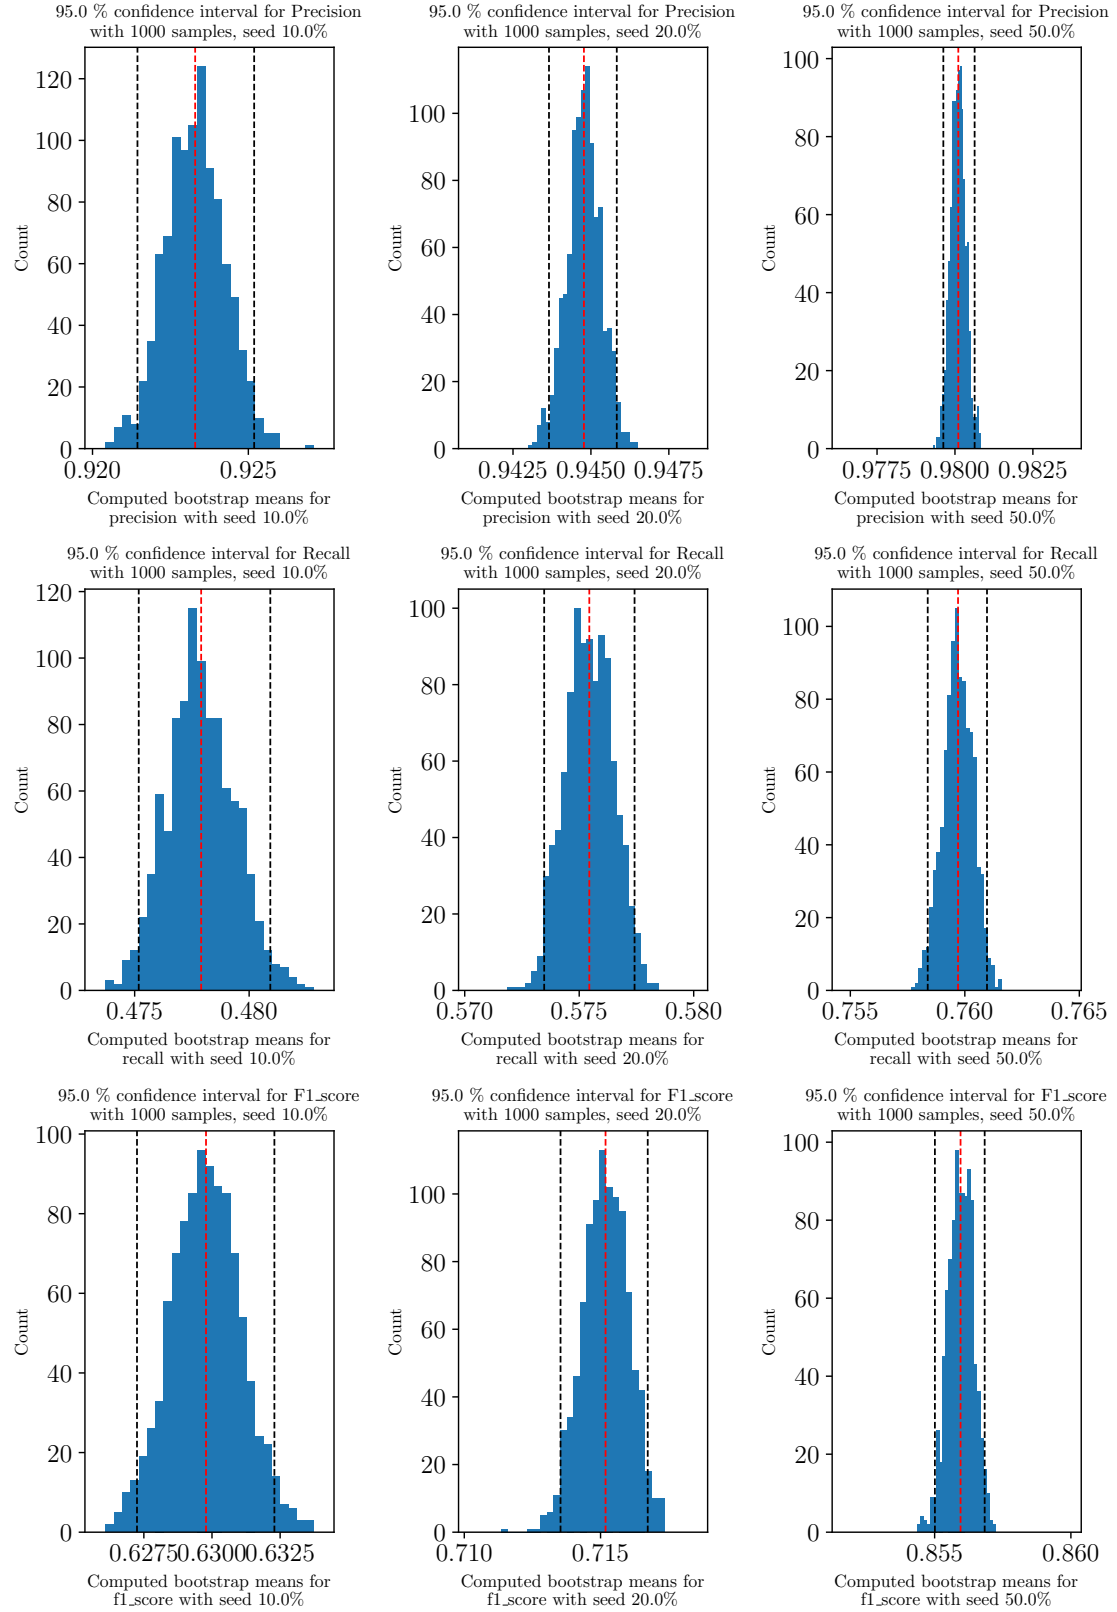 95.0 % confidence interval for Precision
with 1000 samples, seed 10.0%
120
100
80
60
40
20
0
Count
0.920
0.925
Computed bootstrap means for
precision with seed 10.0%
95.0 % confidence interval for Precision
with 1000 samples, seed 20.0%
100
80
60
40
20
0
Count
0.9425
0.9450
0.9475
Computed bootstrap means for
precision with seed 20.0%
95.0 % confidence interval for Precision
with 1000 samples, seed 50.0%
100
80
60
40
20
0
Count
0.9775
0.9800
0.9825
Computed bootstrap means for
precision with seed 50.0%
95.0 % confidence interval for Recall
with 1000 samples, seed 10.0%
120
100
80
60
40
20
0
Count
0.475
0.480
Computed bootstrap means for
recall with seed 10.0%
95.0 % confidence interval for Recall
with 1000 samples, seed 20.0%
100
80
60
40
20
0
Count
0.570
0.575
0.580
Computed bootstrap means for
recall with seed 20.0%
95.0 % confidence interval for Recall
with 1000 samples, seed 50.0%
100
80
60
40
20
0
Count
0.755
0.760
0.765
Computed bootstrap means for
recall with seed 50.0%
95.0 % confidence interval for F1_score
with 1000 samples, seed 10.0%
100
80
60
40
20
0
Count
0.6275
0.6300
0.6325
Computed bootstrap means for
f1_score with seed 10.0%
95.0 % confidence interval for F1_score
with 1000 samples, seed 20.0%
100
80
60
40
20
0
Count
0.710
0.715
Computed bootstrap means for
f1_score with seed 20.0%
95.0 % confidence interval for F1_score
with 1000 samples, seed 50.0%
100
80
60
40
20
0
Count
0.855
0.860
Computed bootstrap means for
f1_score with seed 50.0%